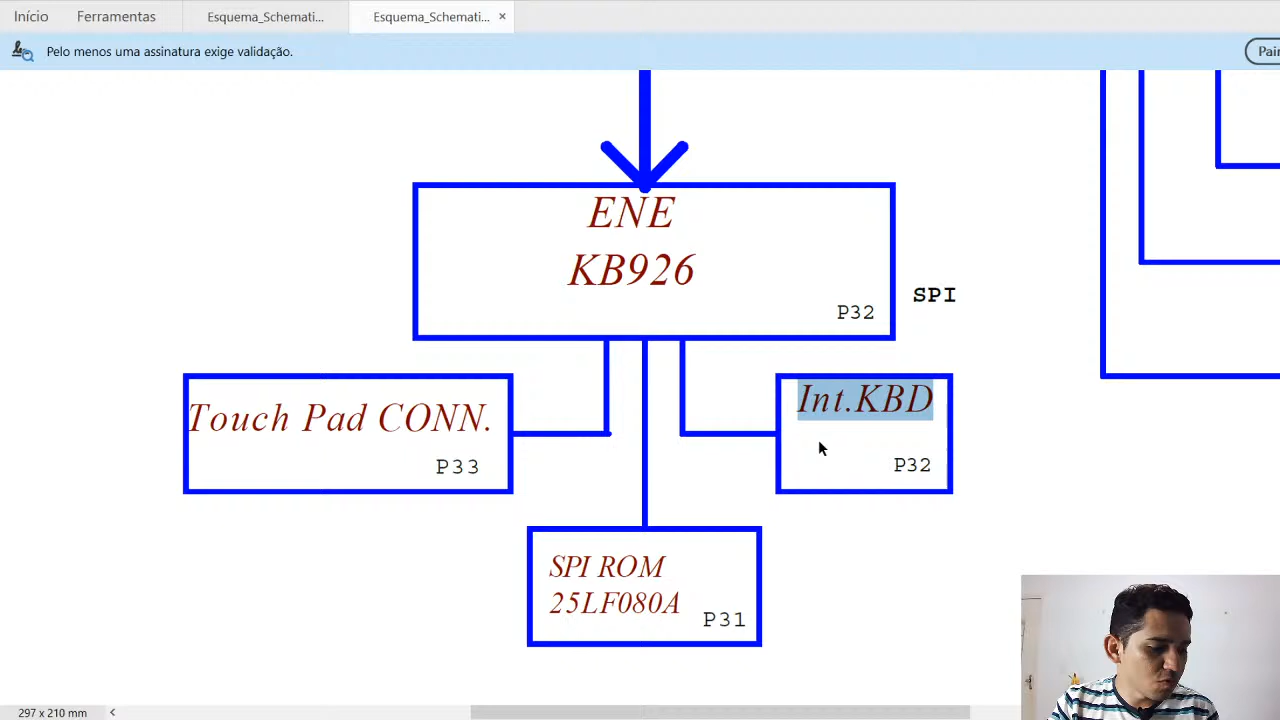 Início Ferramentas Esquema_Schemati... Esquema_Schemati... ×
Pelo menos uma assinatura exige validação.
ENE
KB926
P32
SPI
Touch Pad CONN.
P33
Int.KBD
P32
SPI ROM
25LF080A
P31
297 x 210 mm